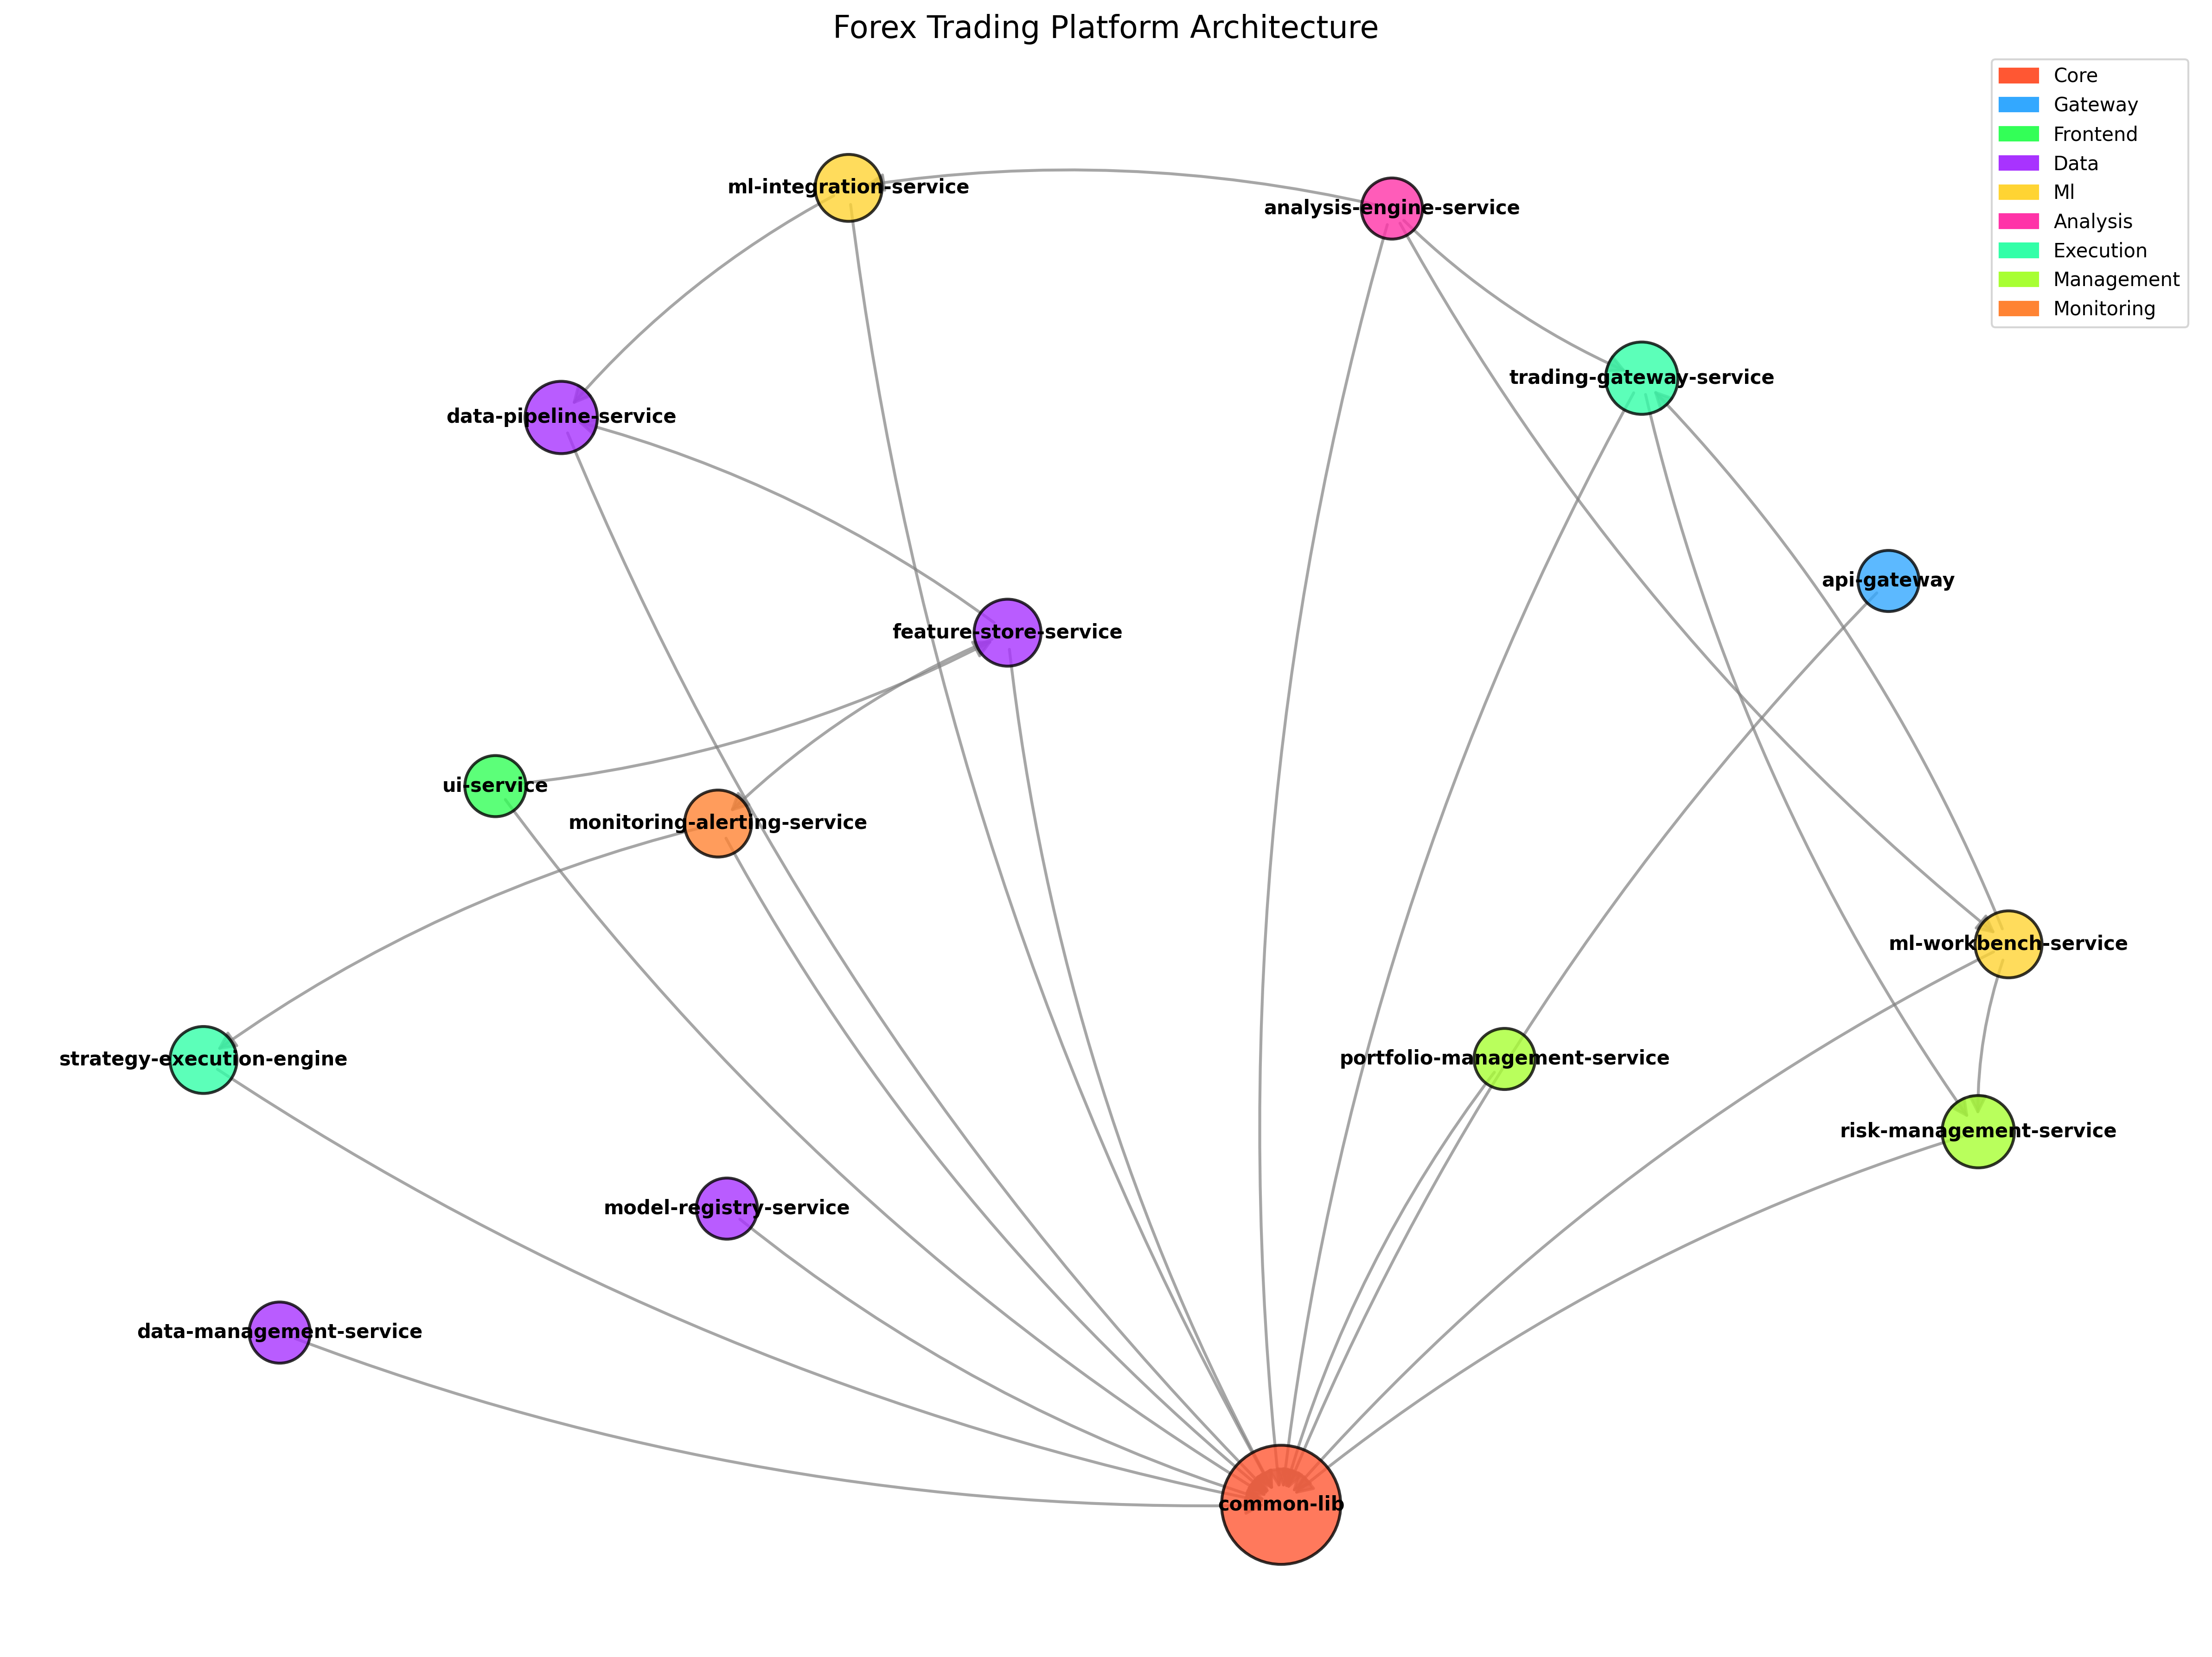 Forex Trading Platform Architecture
Core
Gateway
Frontend
Data
Ml
Analysis
Execution
Management
Monitoring
ml-integration-service
analysis-engine-service
trading-gateway-service
data-pipeline-service
api-gateway
feature-store-service
ui-service
monitoring-alerting-service
ml-workbench-service
strategy-execution-engine
portfolio-management-service
risk-management-service
model-registry-service
data-management-service
common-lib